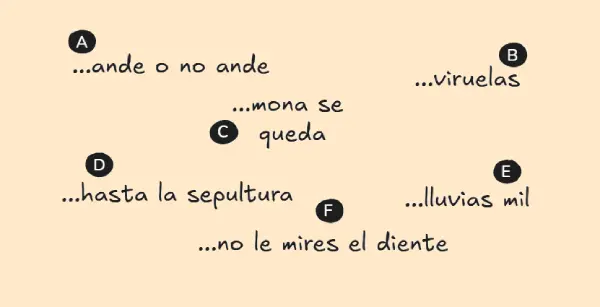 A
...ande o no ande
B
...viruelas
C
...mona se
queda
D
...hasta la sepultura
E
...lluvias mil
F
...no le mires el diente